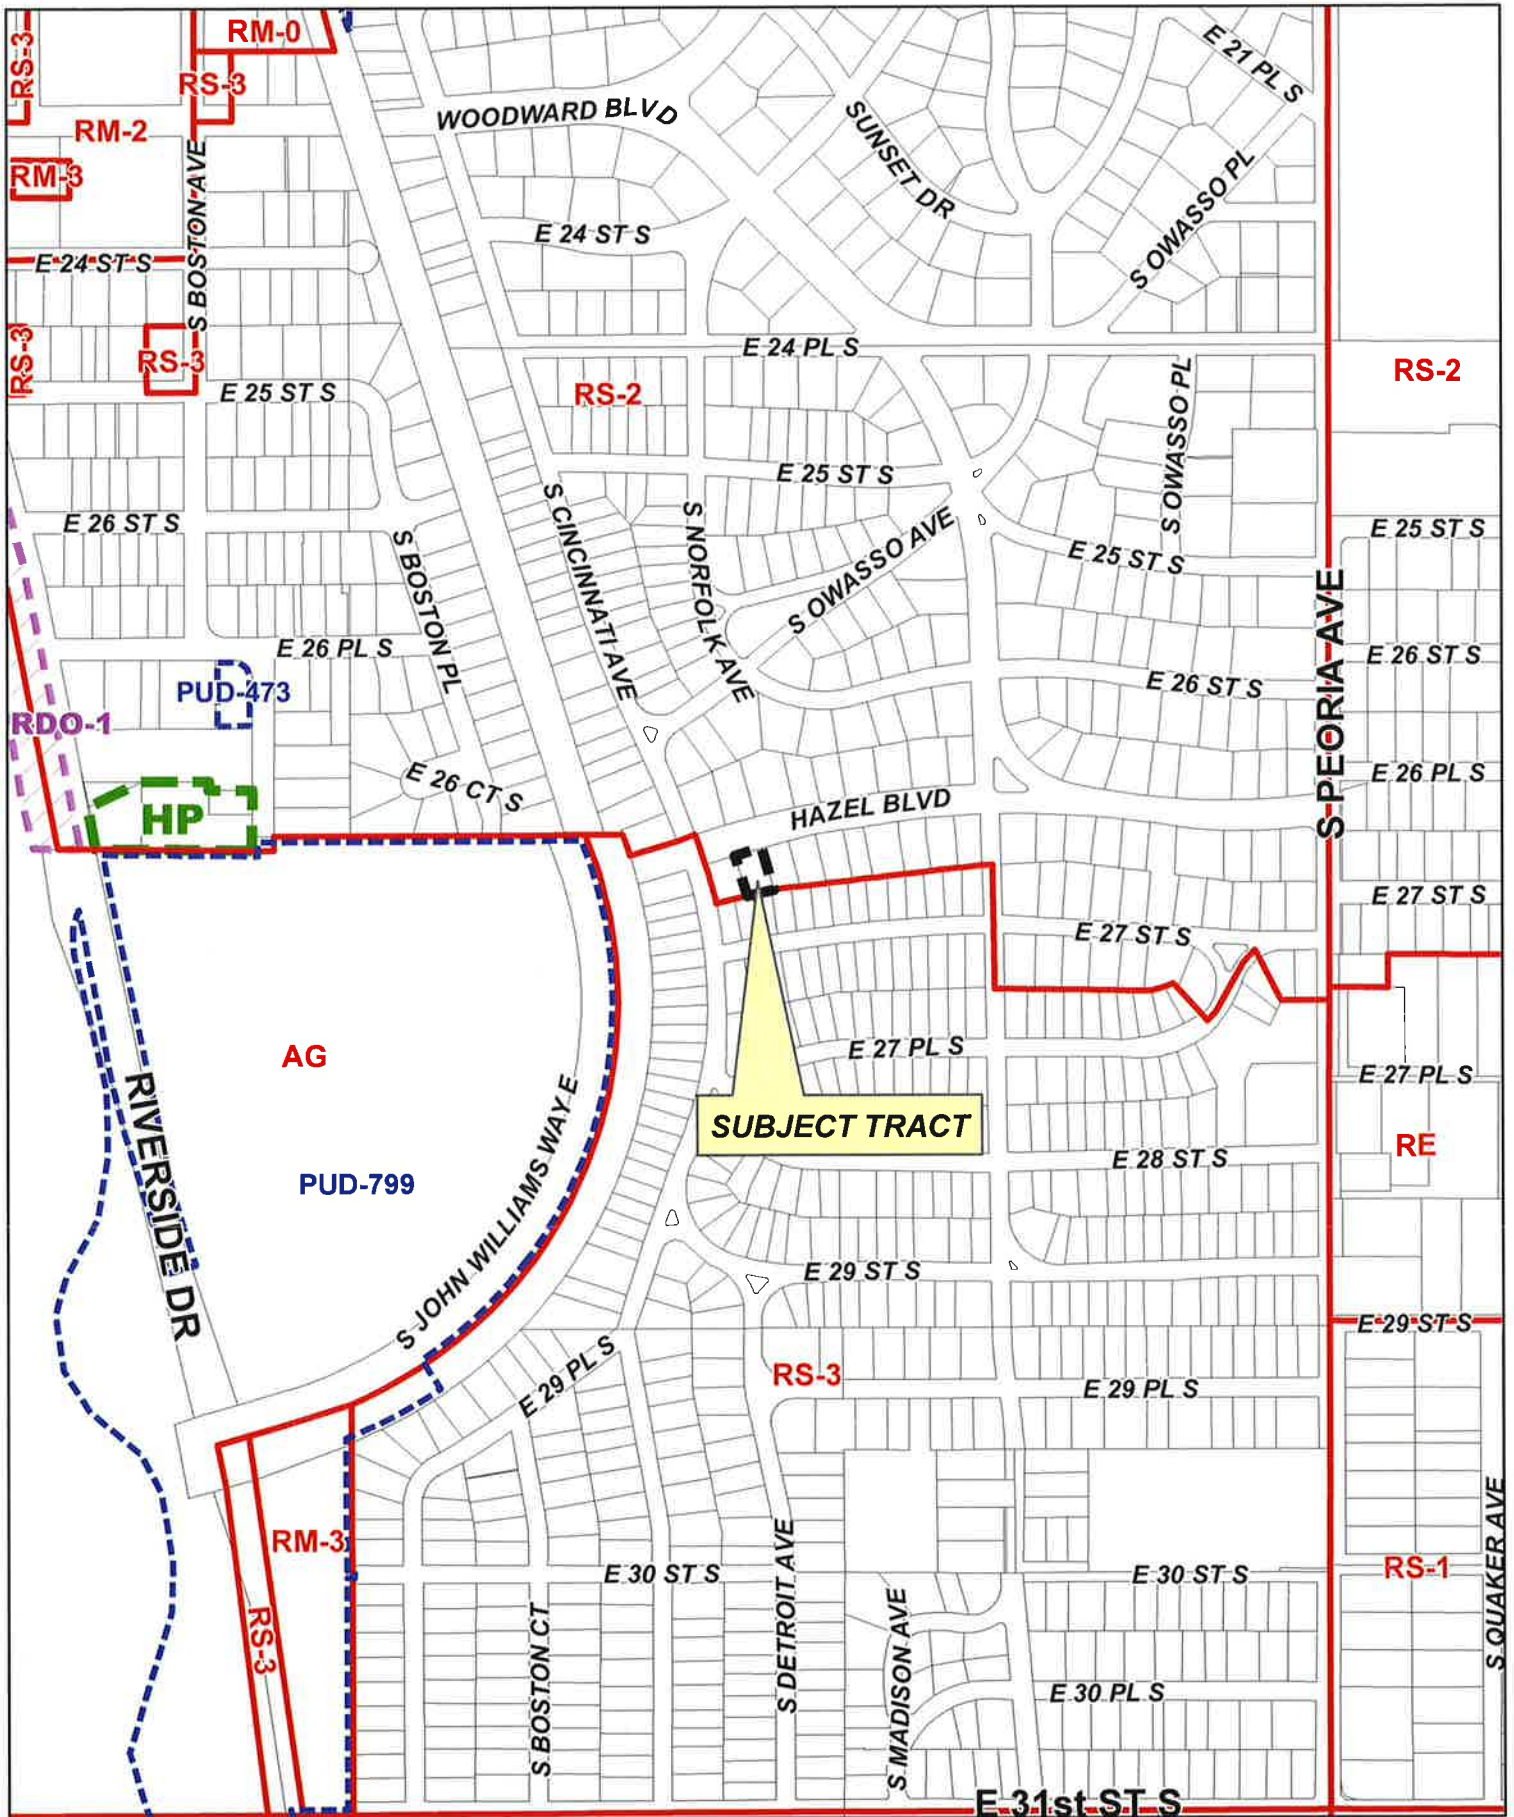 RM-0
RS-3
RS-3
E 21 PL S
WOODWARD BLVD
RM-2
SUNSET DR
RM-3
S BOSTON AVE
S OWASSO PL
E 24 ST S
E 24 ST S
E 24 PL S
RS-3
RS-3
RS-2
RS-2
E 25 ST S
S OWASSO PL
E 25 ST S
S CINCINNATI AVE
S NORFOLK AVE
S OWASSO AVE
E 26 ST S
E 25 ST S
E 25 ST S
S BOSTON PL
E 26 PL S
E 26 ST S
E 26 ST S
S PEORIA AVE
PUD-473
RDO-1
E 26 CT S
E 26 PL S
HP
HAZEL BLVD
E 27 ST S
E 27 ST S
AG
E 27 PL S
E 27 PL S
RIVERSIDE DR
S JOHN WILLIAMS WAY E
SUBJECT TRACT
RE
E 28 ST S
PUD-799
E 29 ST S
E 29 ST S
E 29 PL S
RS-3
E 29 PL S
RM-3
S DETROIT AVE
E 30 ST S
E 30 ST S
RS-1
S QUAKER AVE
RS-3
S BOSTON CT
S MADISON AVE
E 30 PL S
E 31st ST S